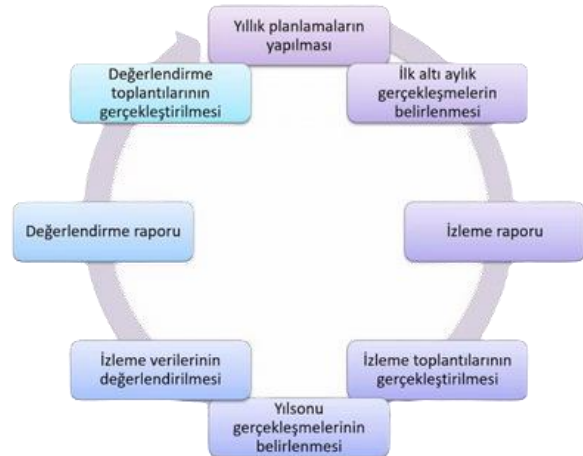 Yıllık planlamaların
yapılması
İlk altı aylık
gerçekleşmelerin
belirlenmesi
İzleme raporu
İzleme toplantılarının
gerçekleştirilmesi
Yılsonu
gerçekleşmelerinin
belirlenmesi
İzleme verilerinin
değerlendirilmesi
Değerlendirme raporu
Değerlendirme
toplantılarının
gerçekleştirilmesi